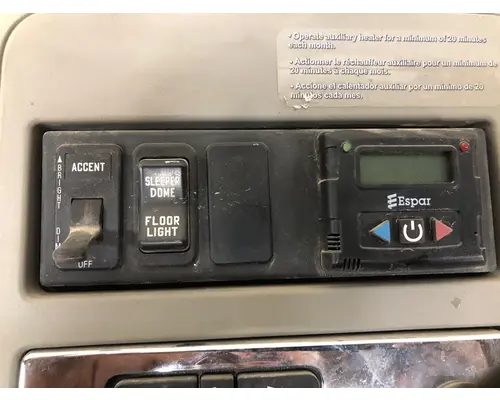 • Operate auxiliary heater for a minimum of 20 minutes
each month.
• Actionner le réchauffeur auxiliaire pour un minimum de
20 minutes à chaque mois.
• Accione el calentador auxiliar por un mínimo de 20
minutos cada mes.
ACCENT
BRIGHT
DIM
OFF
SLEEPER
DOME
FLOOR
LIGHT
Espar